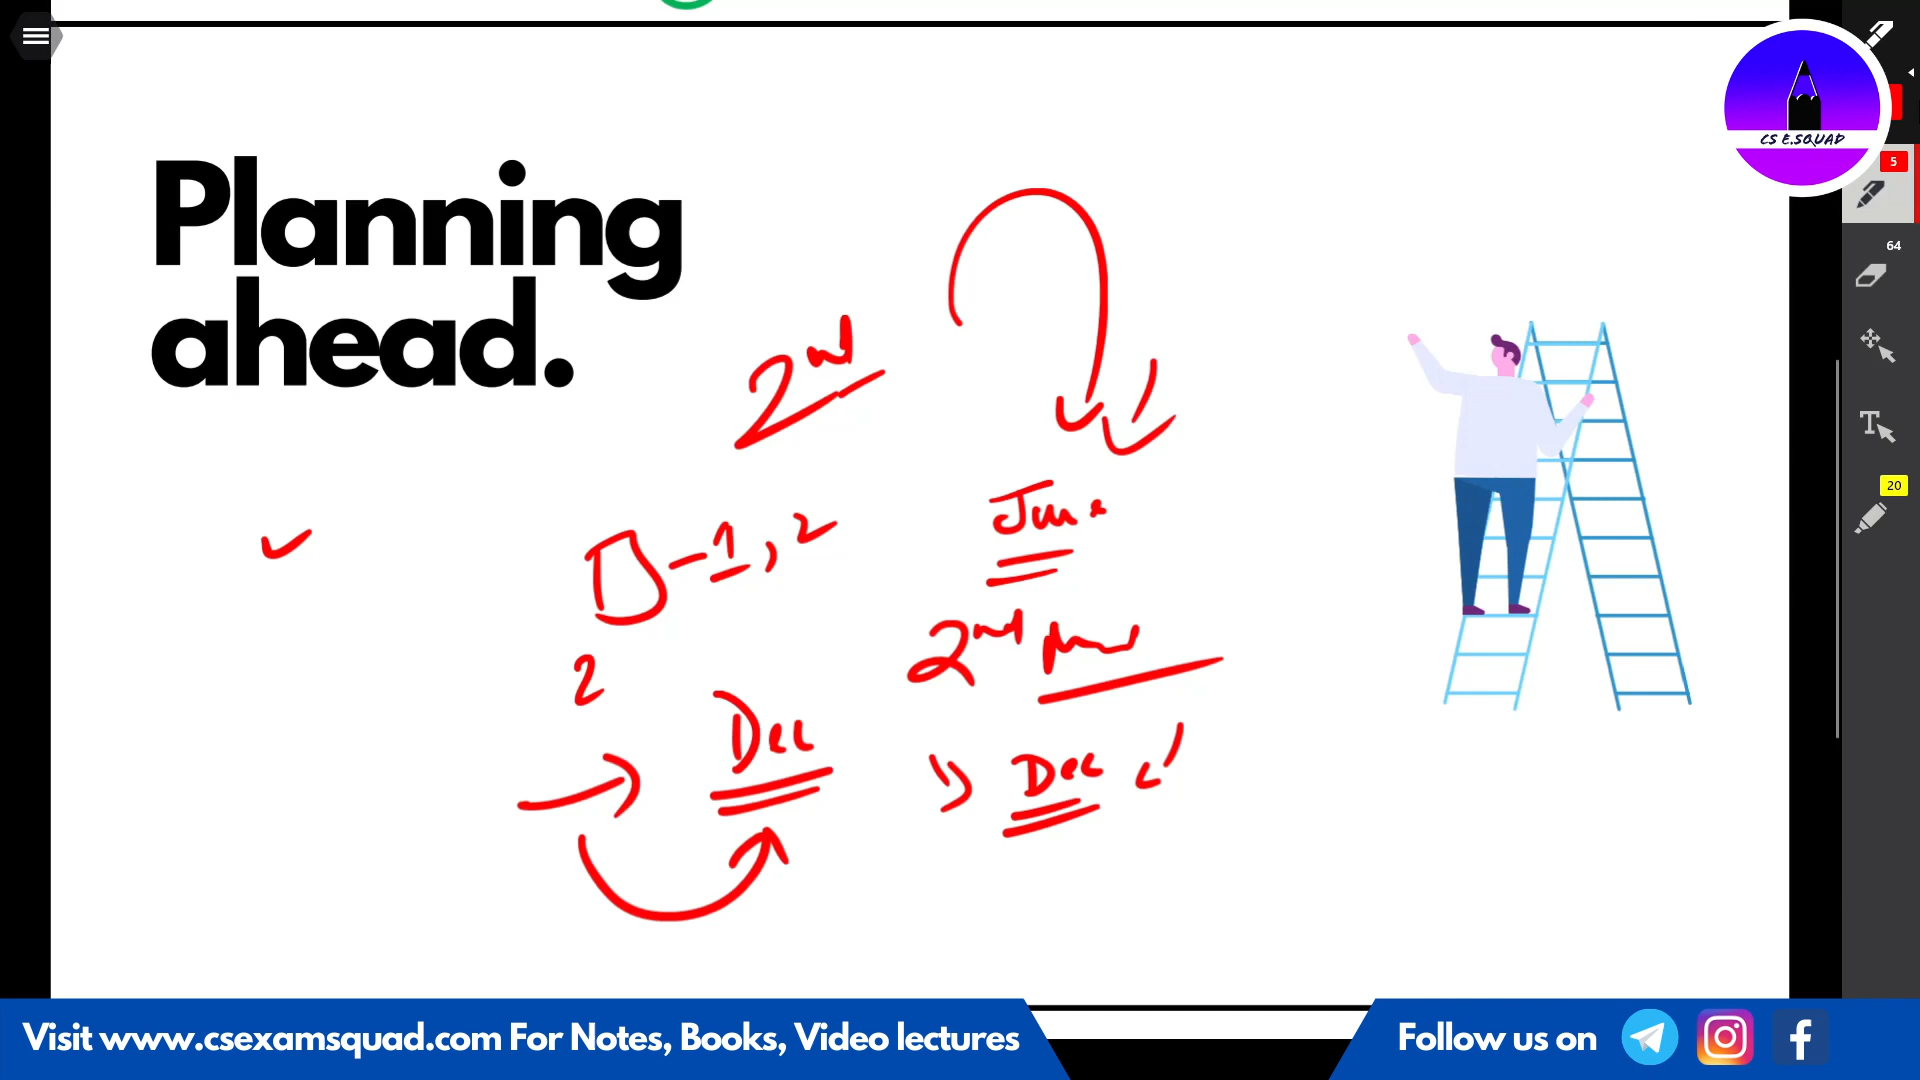 CS E.SQUAD
5
64
20
Planning
ahead.
2nd
June
1, 2
2nd
2
Dec
Dec
Visit www.csexamsquad.com For Notes, Books, Video lectures
Follow us on